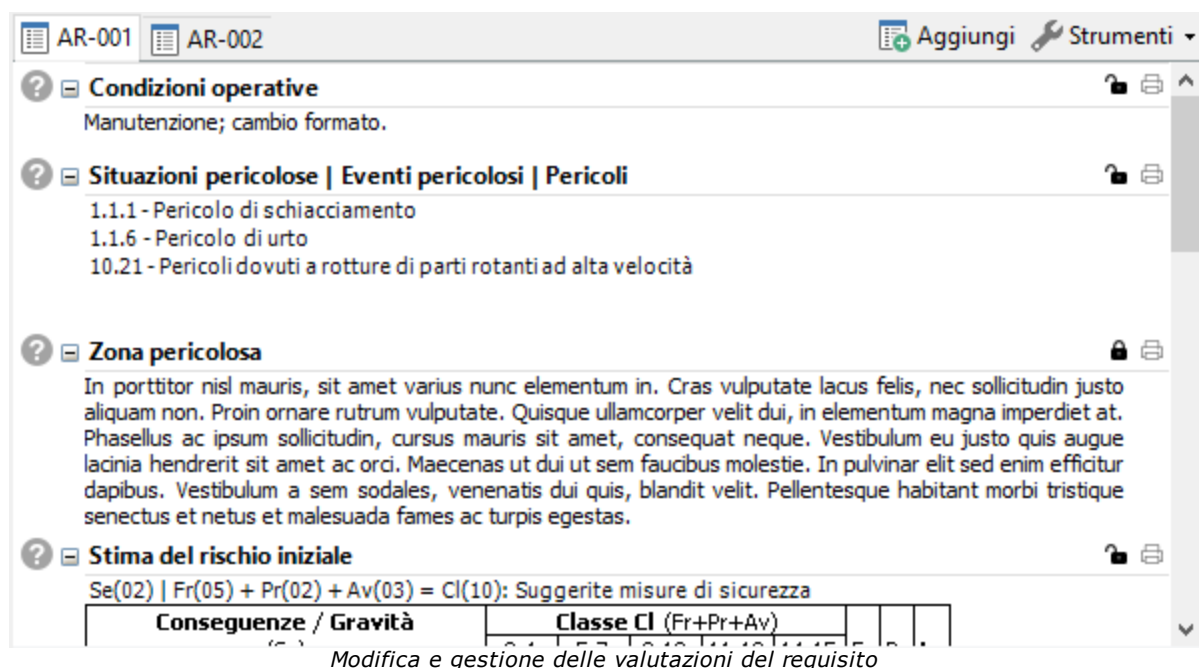 AR-001 AR-002 Aggiungi Strumenti
Condizioni operative
Manutenzione; cambio formato.
Situazioni pericolose | Eventi pericolosi | Pericoli
1.1.1 - Pericolo di schiacciamento
1.1.6 - Pericolo di urto
10.21 - Pericoli dovuti a rotture di parti rotanti ad alta velocità
Zona pericolosa
In porttitor nisl mauris, sit amet varius nunc elementum in. Cras vulputate lacus felis, nec sollicitudin justo
aliquam non. Proin ornare rutrum vulputate. Quisque ullamcorper velit dui, in elementum magna imperdiet at.
Phasellus ac ipsum sollicitudin, cursus mauris sit amet, consequat neque. Vestibulum eu justo quis augue
lacinia hendrerit sit amet ac orci. Maecenas ut dui ut sem faucibus molestie. In pulvinar elit sed enim efficitur
dapibus. Vestibulum a sem sodales, venenatis dui quis, blandit velit. Pellentesque habitant morbi tristique
senectus et netus et malesuada fames ac turpis egestas.
Stima del rischio iniziale
Se(02) | Fr(05) + Pr(02) + Av(03) = Cl(10): Suggerite misure di sicurezza
Conseguenze / Gravità Classe Cl (Fr+Pr+Av)
Modifica e gestione delle valutazioni del requisito